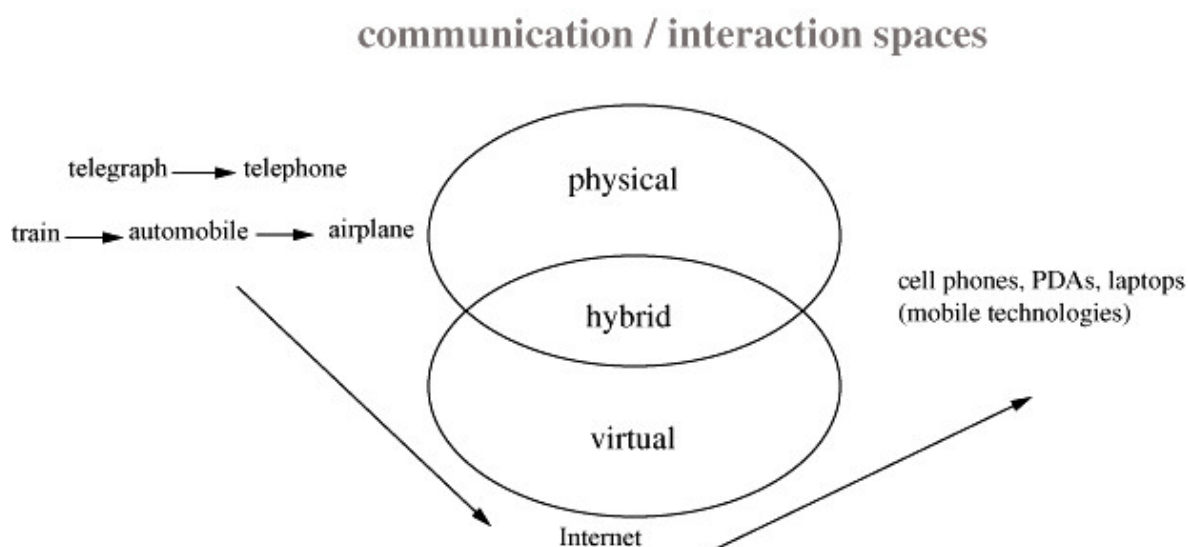 communication / interaction spaces
telegraph telephone
train automobile airplane
physical
hybrid
virtual
cell phones, PDAs, laptops
(mobile technologies)
Internet